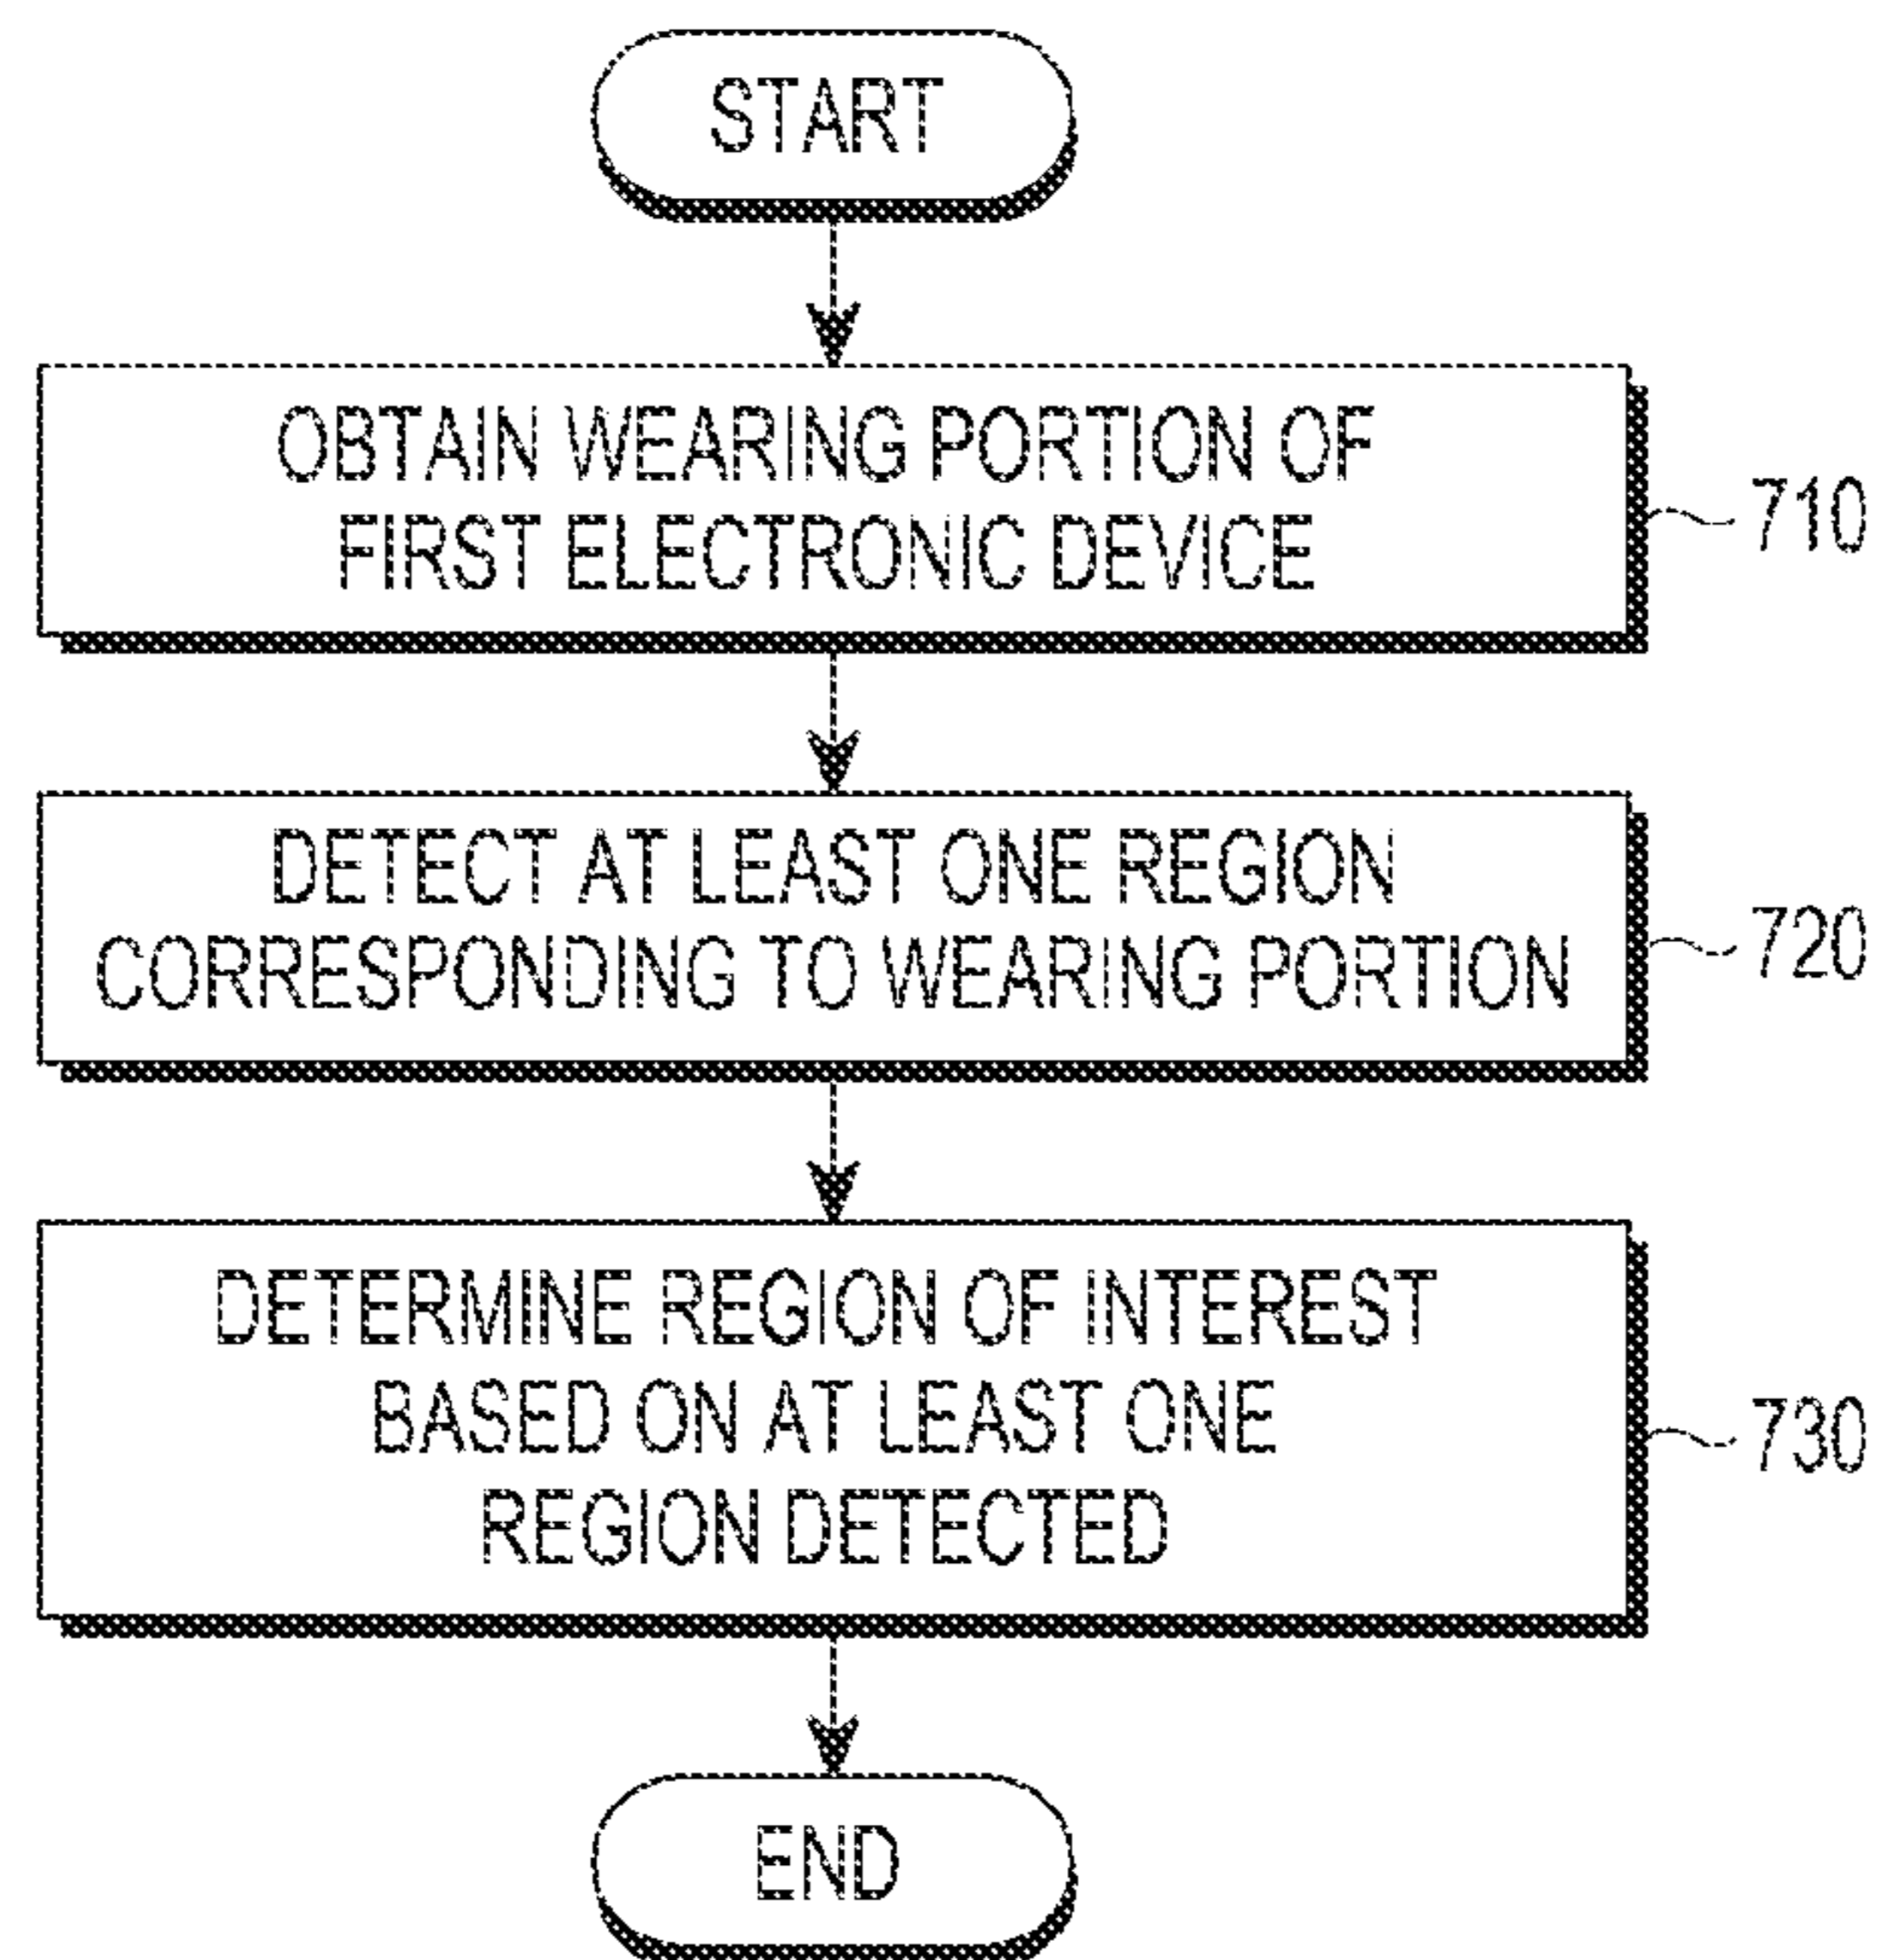 START
OBTAIN WEARING PORTION OF
FIRST ELECTRONIC DEVICE
710
DETECT AT LEAST ONE REGION
CORRESPONDING TO WEARING PORTION
720
DETERMINE REGION OF INTEREST
BASED ON AT LEAST ONE
REGION DETECTED
730
END